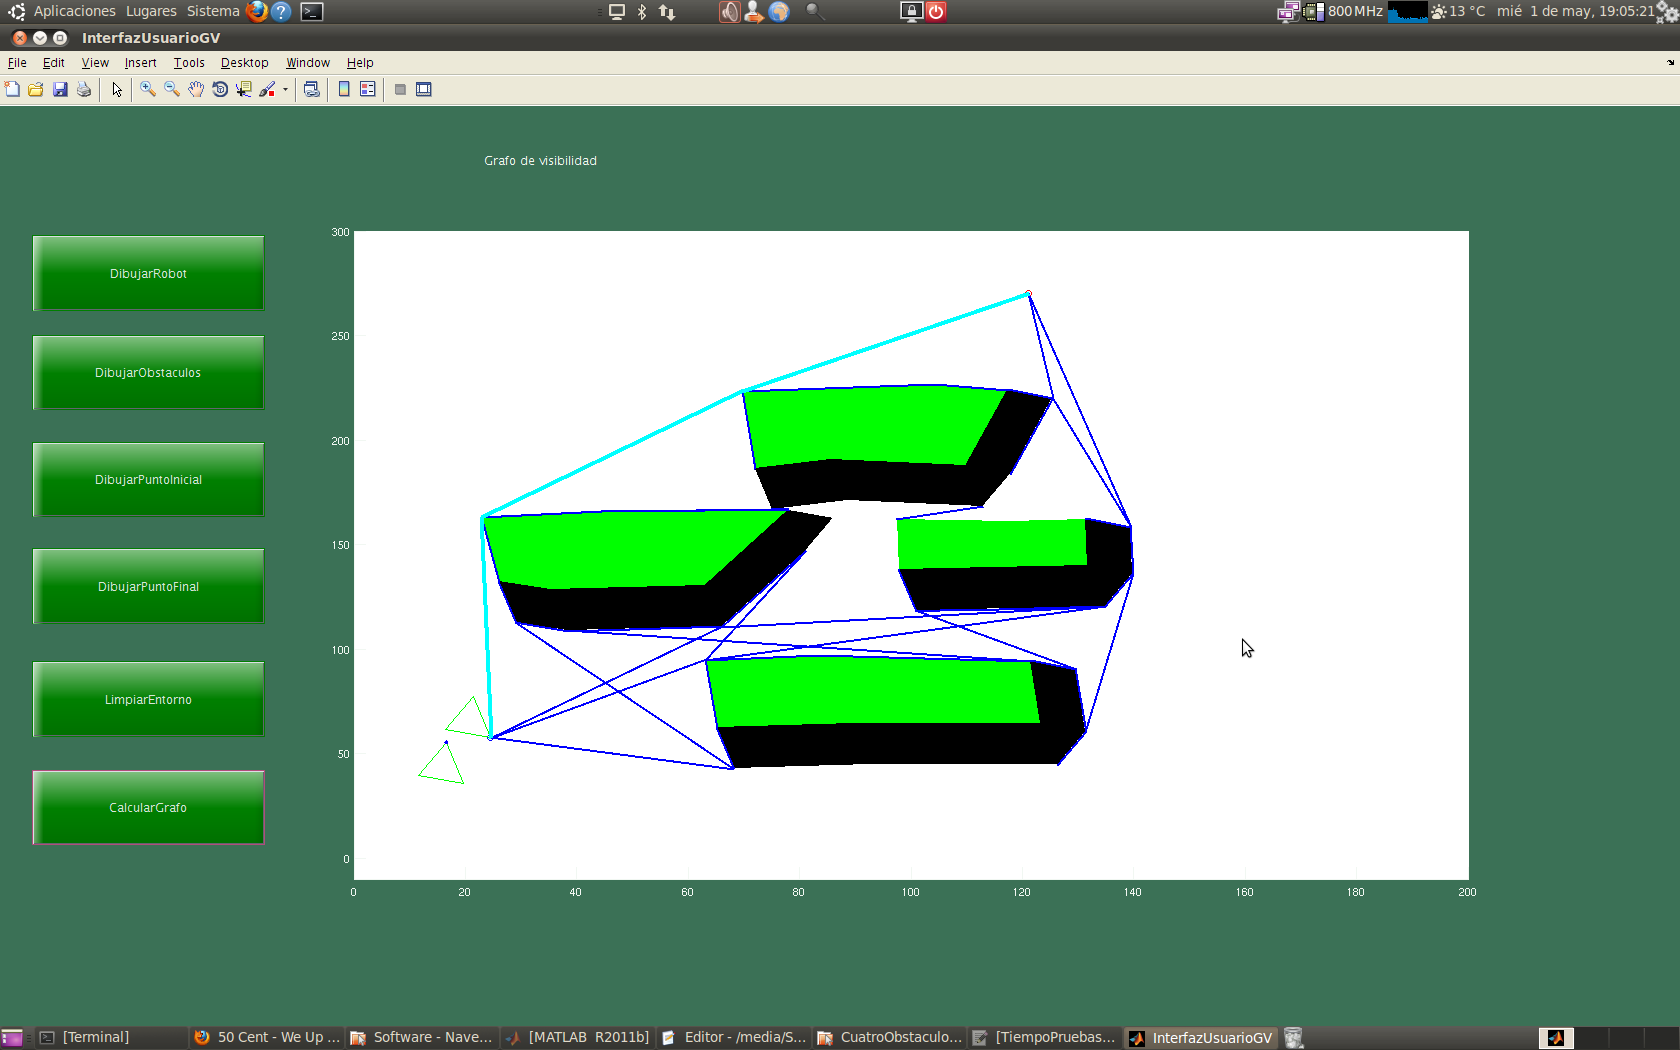 Aplicaciones Lugares Sistema
800 MHz 13 °C mié 1 de may, 19:05:21
InterfazUsuarioGV
File Edit View Insert Tools Desktop Window Help
Grafo de visibilidad
DibujarRobot
DibujarObstaculos
DibujarPuntoInicial
DibujarPuntoFinal
LimpiarEntorno
CalcularGrafo
300
250
200
150
100
50
0
0 20 40 60 80 100 120 140 160 180 200
[Terminal] 50 Cent - We Up ... Software - Nave... [MATLAB R2011b] Editor - /media/S... CuatroObstaculo... [TiempoPruebas... InterfazUsuarioGV